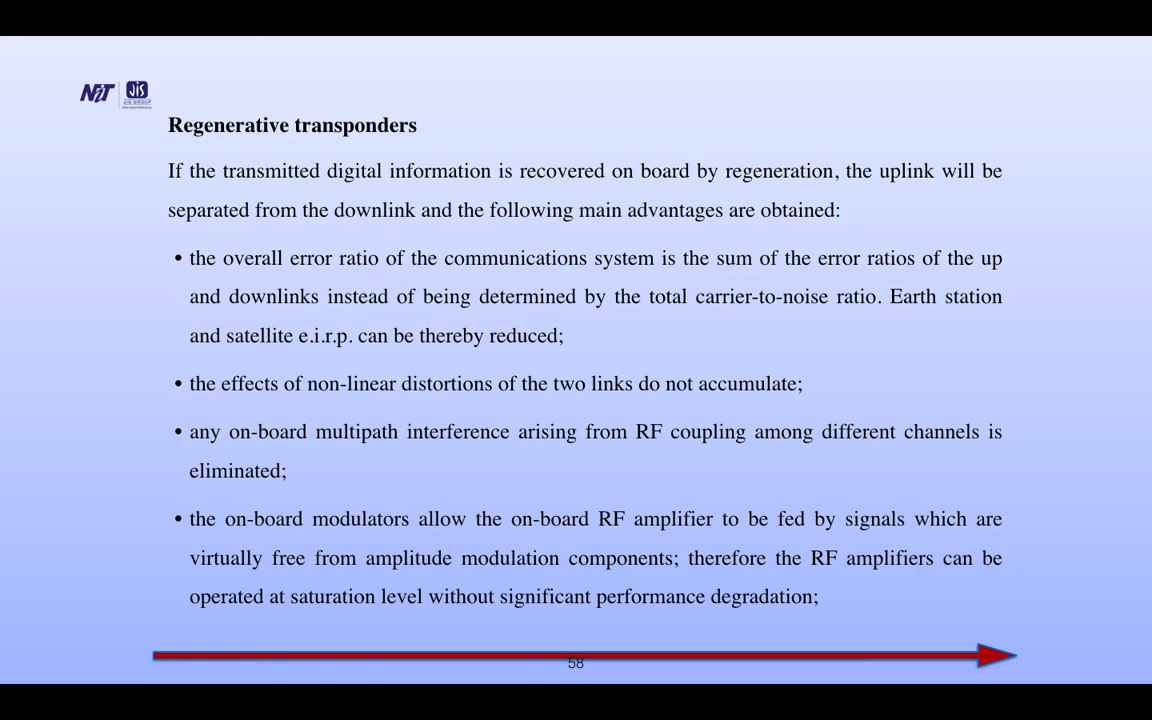 NiT JIS
JIS GROUP
Regenerative transponders
If the transmitted digital information is recovered on board by regeneration, the uplink will be
separated from the downlink and the following main advantages are obtained:
• the overall error ratio of the communications system is the sum of the error ratios of the up
and downlinks instead of being determined by the total carrier-to-noise ratio. Earth station
and satellite e.i.r.p. can be thereby reduced;
• the effects of non-linear distortions of the two links do not accumulate;
• any on-board multipath interference arising from RF coupling among different channels is
eliminated;
• the on-board modulators allow the on-board RF amplifier to be fed by signals which are
virtually free from amplitude modulation components; therefore the RF amplifiers can be
operated at saturation level without significant performance degradation;
58